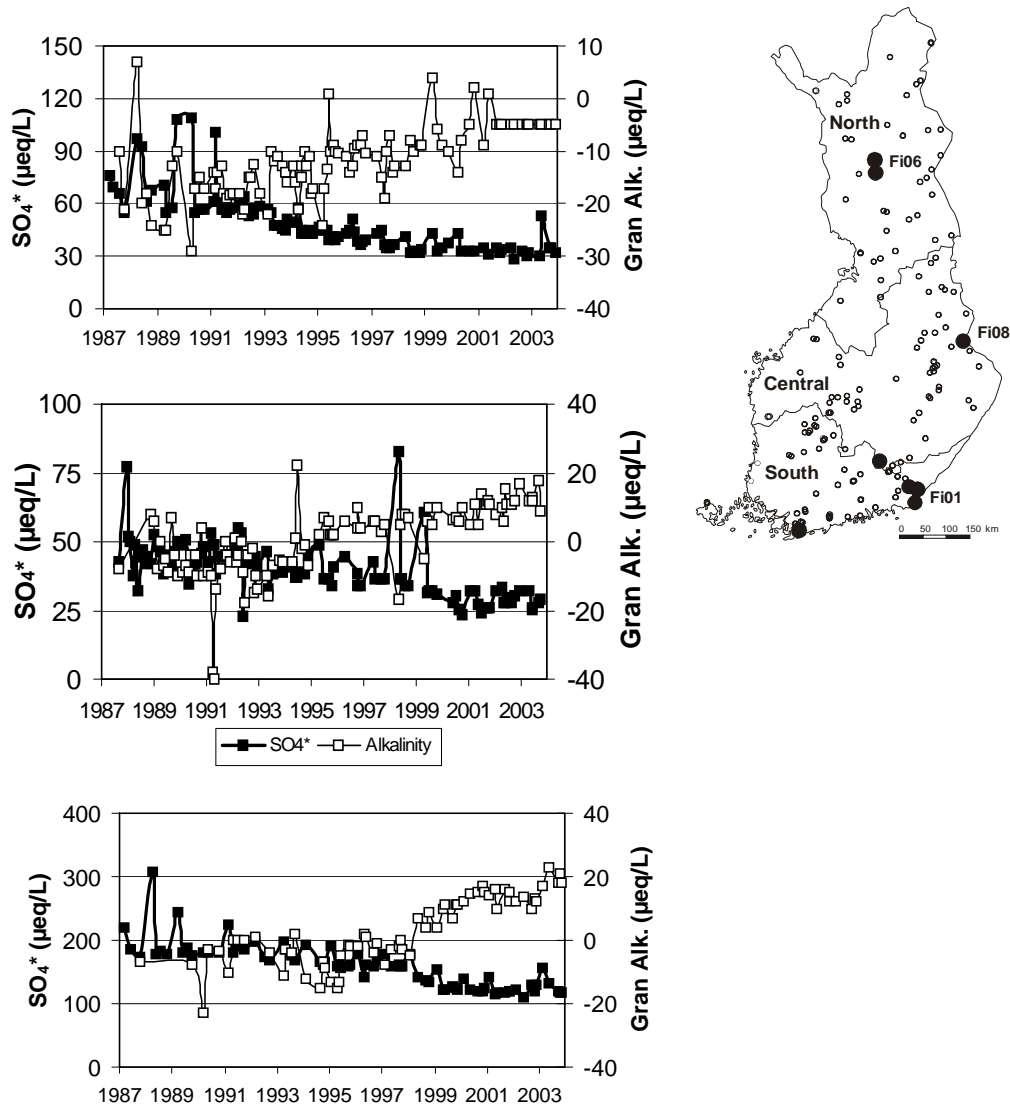 150
120
90
60
30
0
SO₄* (µeq/L)
10
0
-10
-20
-30
-40
Gran Alk. (µeq/L)
1987 1989 1991 1993 1995 1997 1999 2001 2003
100
75
50
25
0
SO₄* (µeq/L)
40
20
0
-20
-40
Gran Alk. (µeq/L)
1987 1989 1991 1993 1995 1997 1999 2001 2003
SO4* Alkalinity
400
300
200
100
0
SO₄* (µeq/L)
40
20
0
-20
-40
Gran Alk. (µeq/L)
1987 1989 1991 1993 1995 1997 1999 2001 2003
North
Fi06
Fi08
Central
South
Fi01
0 50 100 150 km